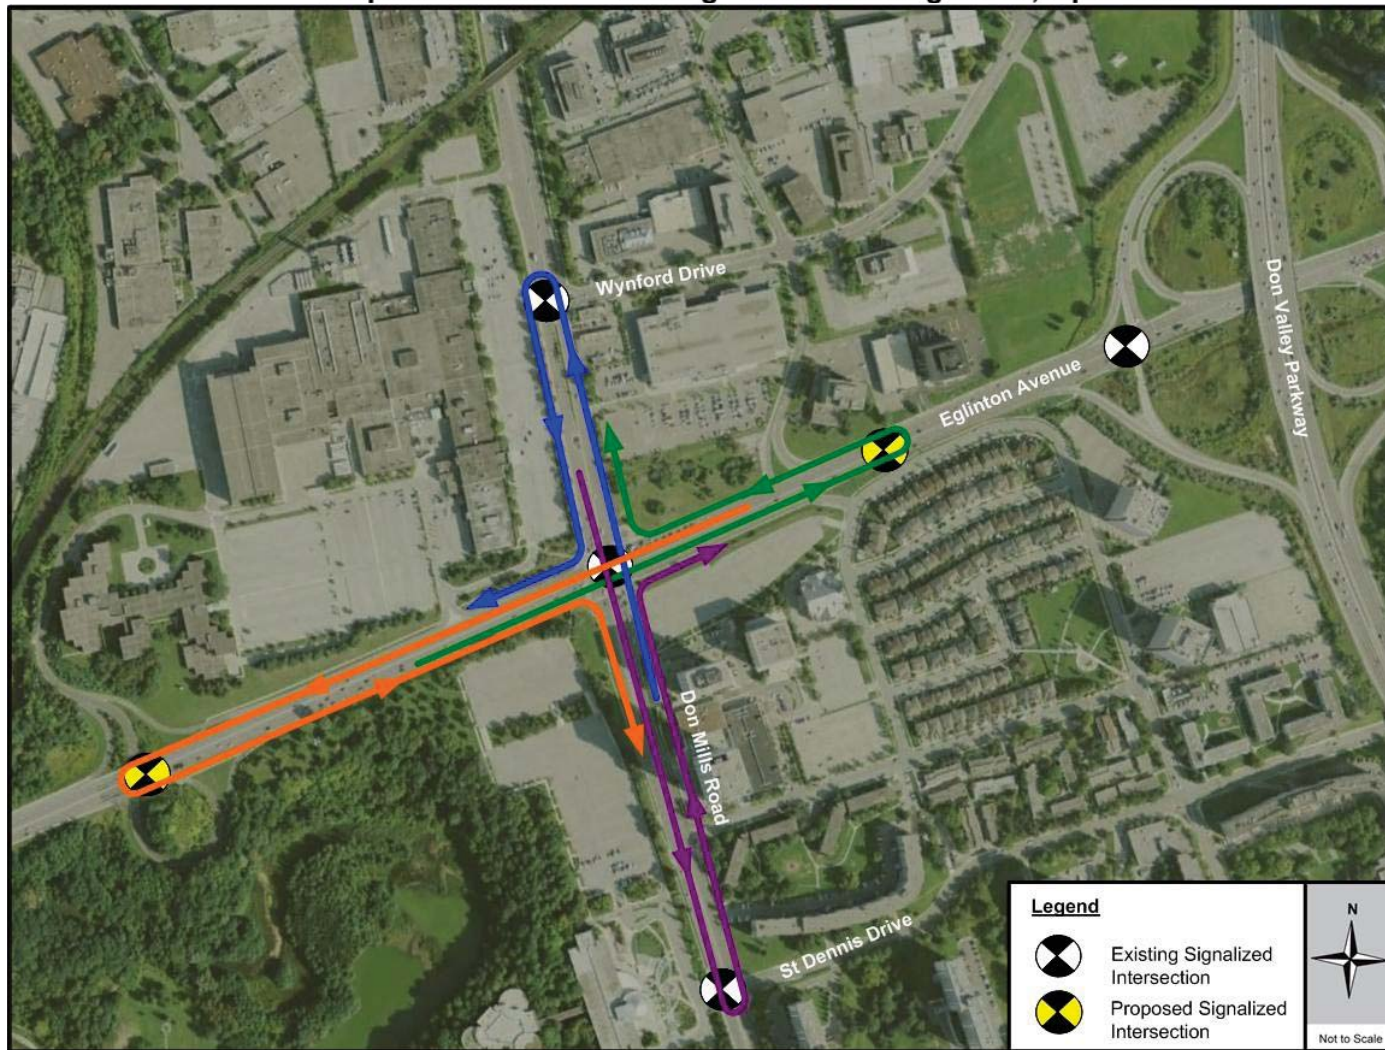 Wynford Drive
Don Valley Parkway
Eglinton Avenue
Don Mills Road
St Dennis Drive
Legend
Existing Signalized
Intersection
Proposed Signalized
Intersection
N
Not to Scale